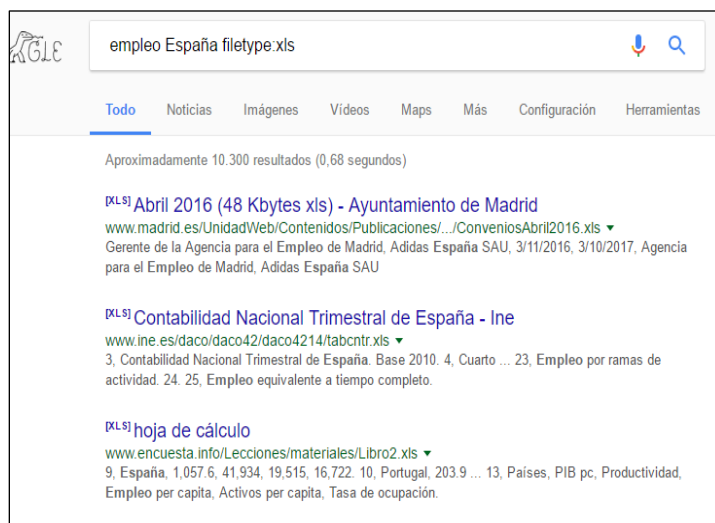 GLE
empleo España filetype:xls
Todo Noticias Imágenes Vídeos Maps Más Configuración Herramientas
Aproximadamente 10.300 resultados (0,68 segundos)
[XLS] Abril 2016 (48 Kbytes xls) - Ayuntamiento de Madrid
www.madrid.es/UnidadWeb/Contenidos/Publicaciones/.../ConveniosAbril2016.xls
Gerente de la Agencia para el Empleo de Madrid, Adidas España SAU, 3/11/2016, 3/10/2017, Agencia
para el Empleo de Madrid, Adidas España SAU
[XLS] Contabilidad Nacional Trimestral de España - Ine
www.ine.es/daco/daco42/daco4214/tabcntr.xls
3, Contabilidad Nacional Trimestral de España. Base 2010. 4, Cuarto ... 23, Empleo por ramas de
actividad. 24. 25, Empleo equivalente a tiempo completo.
[XLS] hoja de cálculo
www.encuesta.info/Lecciones/materiales/Libro2.xls
9, España, 1,057.6, 41,934, 19,515, 16,722. 10, Portugal, 203.9 ... 13, Países, PIB pc, Productividad,
Empleo per capita, Activos per capita, Tasa de ocupación.